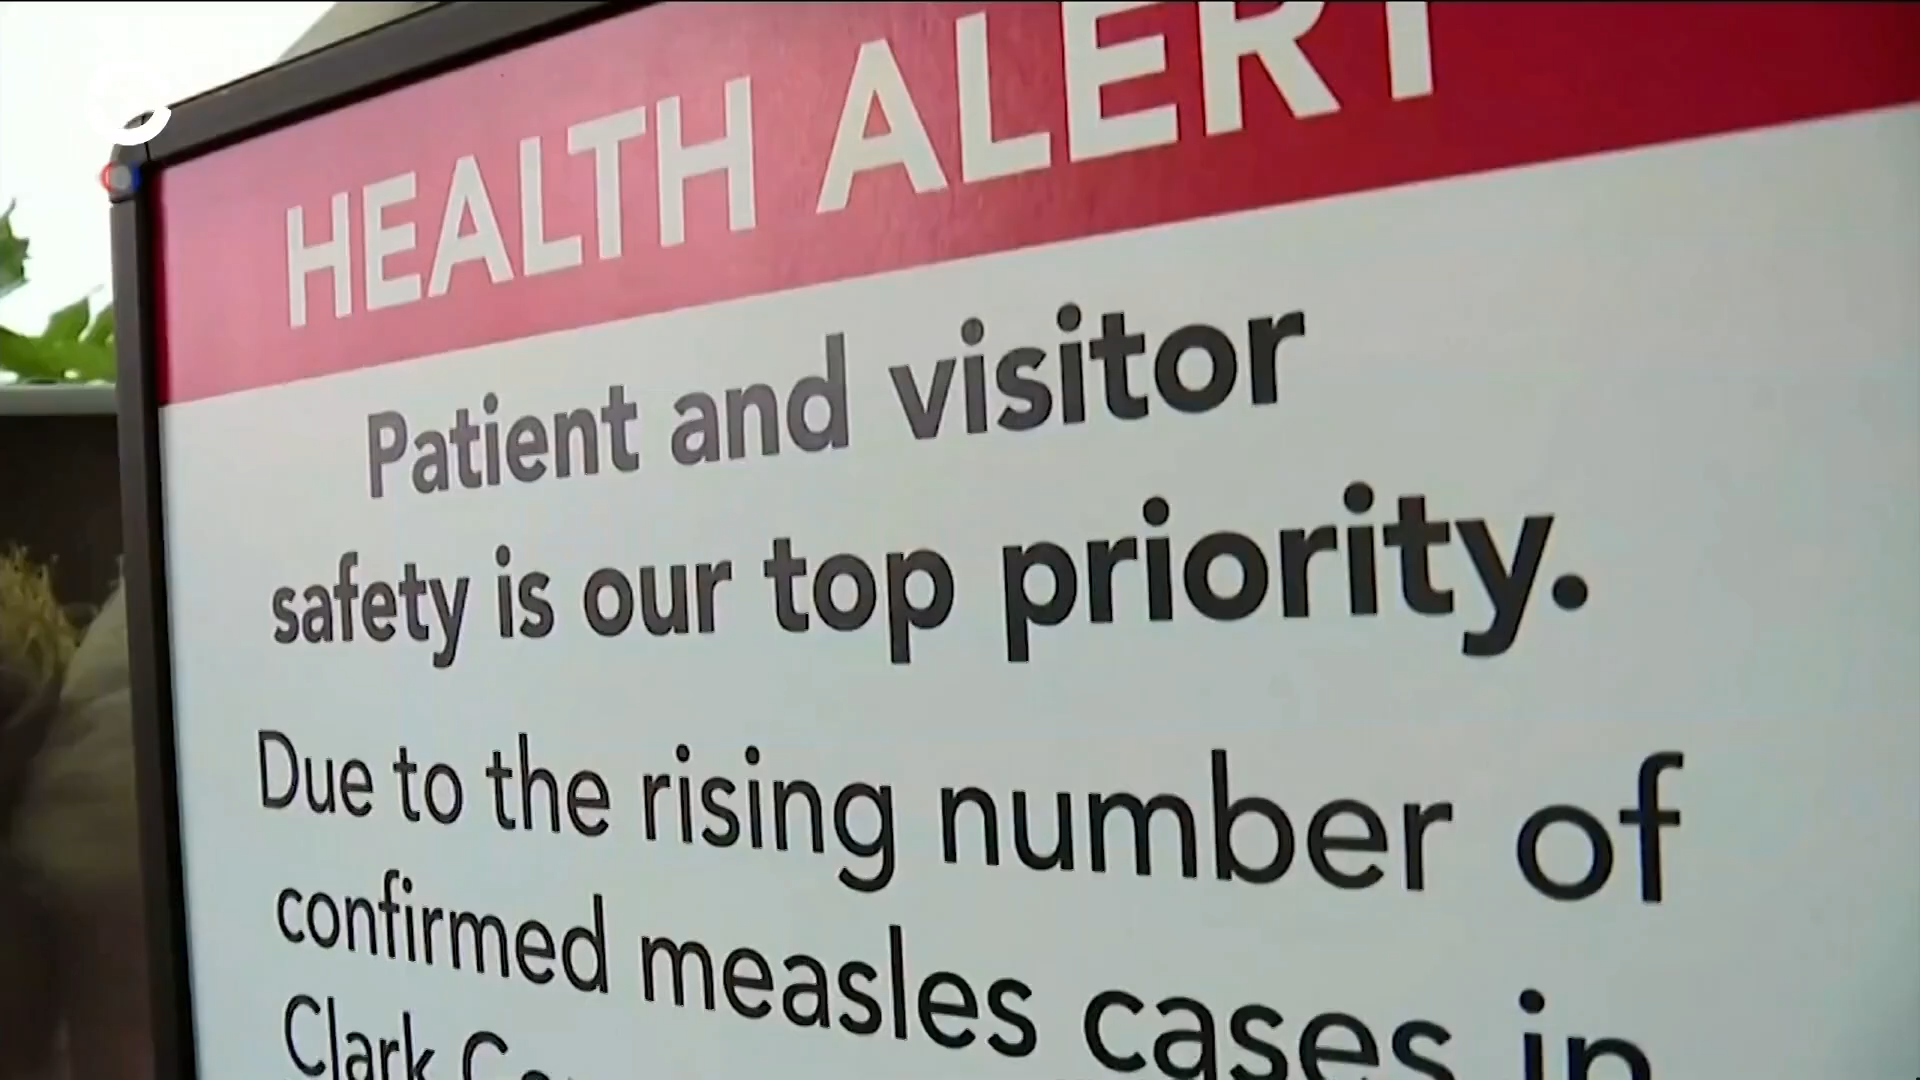 HEALTH ALERT
Patient and visitor
safety is our top priority.
Due to the rising number of
confirmed measles cases in
Clark